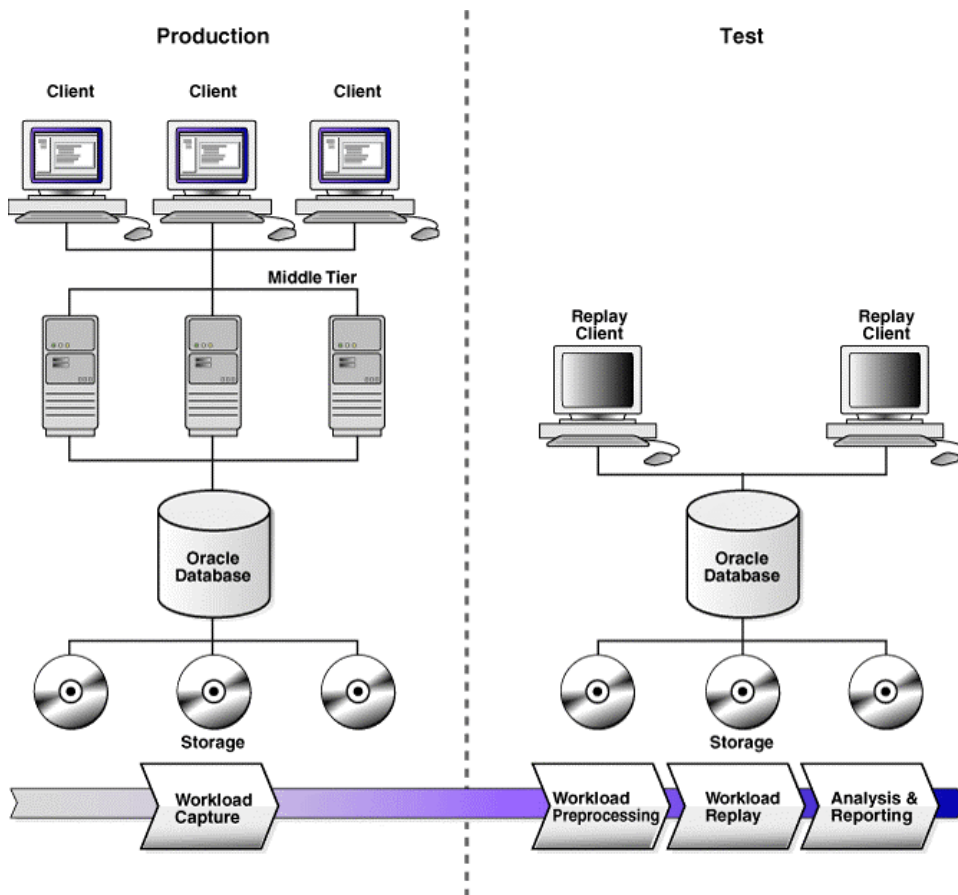 Production
Test
Client
Client
Client
Middle Tier
Replay
Client
Replay
Client
Oracle
Database
Oracle
Database
Storage
Storage
Workload
Capture
Workload
Preprocessing
Workload
Replay
Analysis &
Reporting